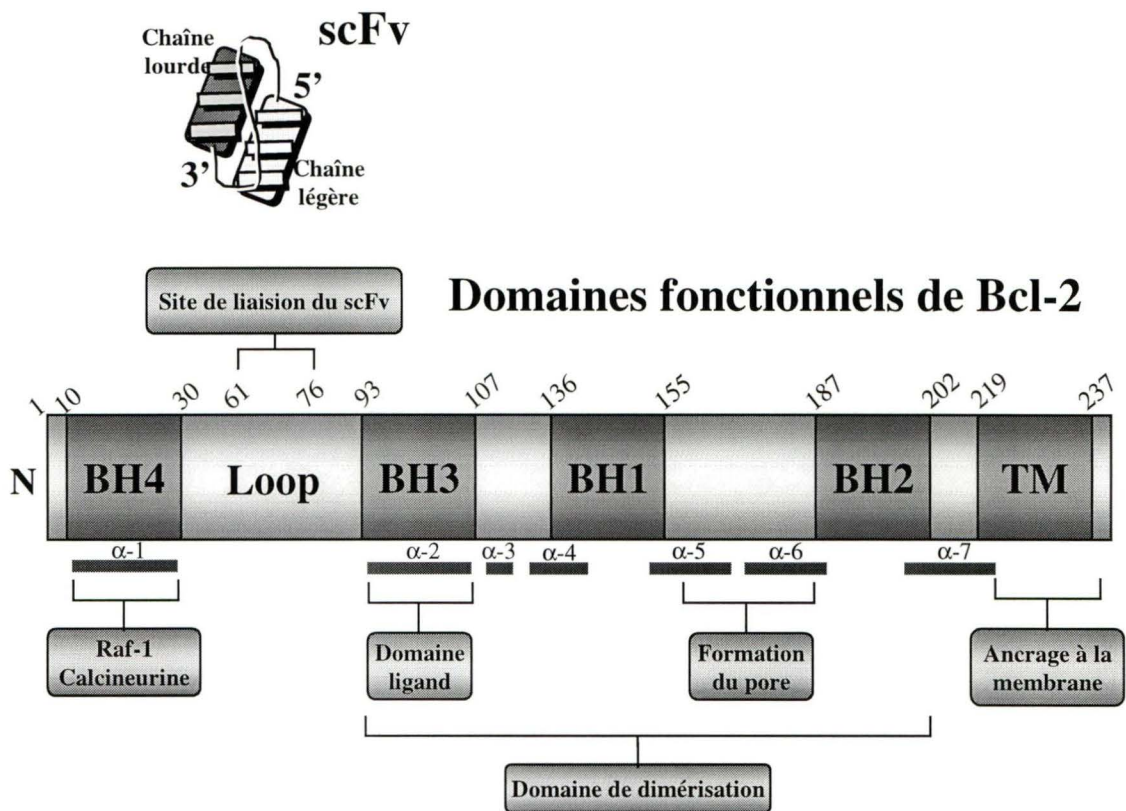 scFv
Chaîne
lourde
5’
3’
Chaîne
légère
Site de liaision du scFv
Domaines fonctionnels de Bcl-2
1 10 30 61 76 93 107 136 155 187 202 219 237
N BH4 Loop BH3 BH1 BH2 TM
α-1 α-2 α-3 α-4 α-5 α-6 α-7
Raf-1
Calcineurine
Domaine
ligand
Formation
du pore
Ancrage à la
membrane
Domaine de dimérisation